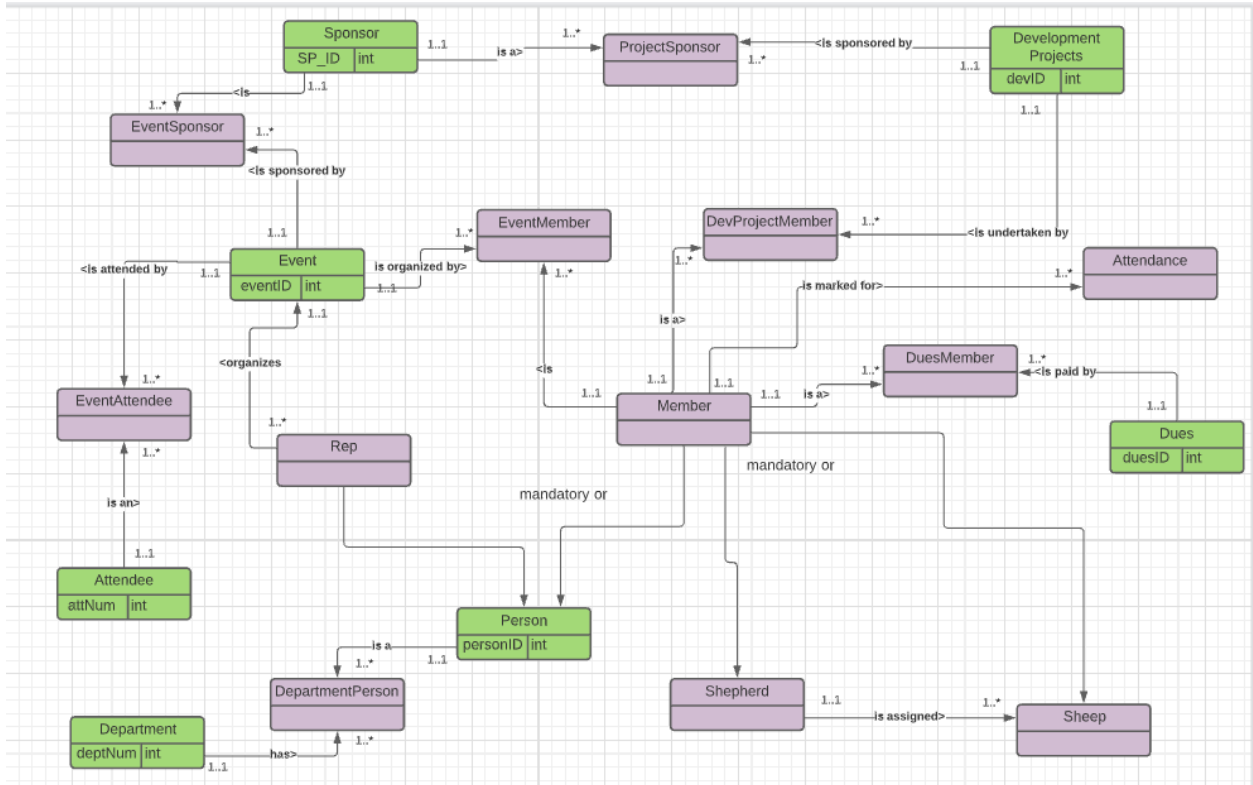 Sponsor
SP_ID int
1..1
is a>
1..*
ProjectSponsor
1..*
<is sponsored by
1..1
Development
Projects
devID int
1..1
<is
1..1
1..*
EventSponsor
1..*
<is sponsored by
1..1
EventMember
1..*
is organized by>
1..1
1..*
DevProjectMember
1..*
1..*
<is undertaken by
Attendance
1..*
is marked for>
<is attended by
1..1
Event
eventID int
1..1
<organizes
is a>
<is
DuesMember
1..*
1..*
<is paid by
1..1
1..*
EventAttendee
1..*
1..*
Rep
1..1
1..1
1..1
1..1
is a>
Member
Dues
duesID int
mandatory or
mandatory or
is an>
1..1
Attendee
attNum int
Person
personID int
is a
1..1
1..*
DepartmentPerson
1..*
Department
deptNum int
has>
1..1
Shepherd
1..1
is assigned>
1..*
Sheep